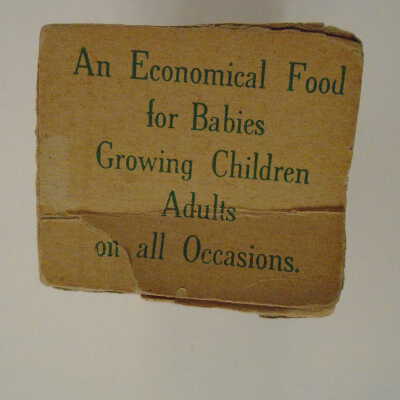 An Economical Food
for Babies
Growing Children
Adults
on all Occasions.